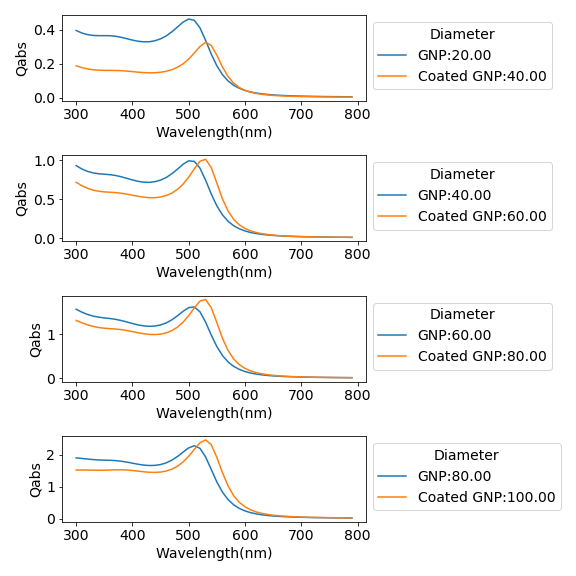 Qabs
0.4
0.2
0.0
300 400 500 600 700 800
Wavelength(nm)
Diameter
GNP:20.00
Coated GNP:40.00
Qabs
1.0
0.5
0.0
300 400 500 600 700 800
Wavelength(nm)
Diameter
GNP:40.00
Coated GNP:60.00
Qabs
1
0
300 400 500 600 700 800
Wavelength(nm)
Diameter
GNP:60.00
Coated GNP:80.00
Qabs
2
1
0
300 400 500 600 700 800
Wavelength(nm)
Diameter
GNP:80.00
Coated GNP:100.00